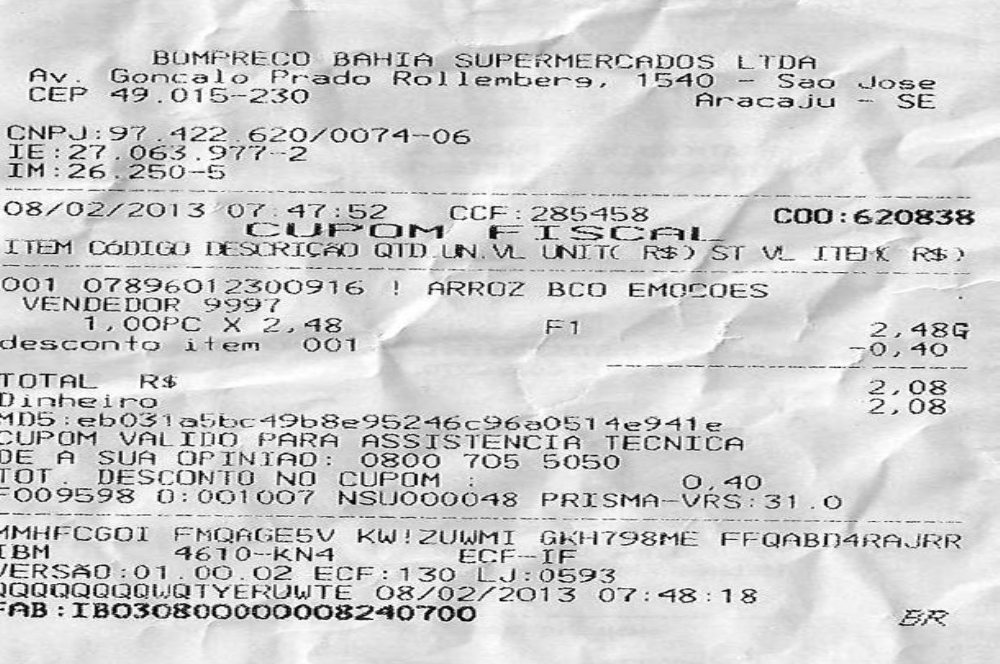 BOMPRECO BAHIA SUPERMERCADOS LTDA
Av. Goncalo Prado Rollemberg, 1540 - Sao Jose
CEP 49.015-230 Aracaju - SE
CNPJ:97.422.620/0074-06
IE:27.063.977-2
IM:26.250-5
08/02/2013 07:47:52 CCF:285458 COO:620838
CUPOM FISCAL
ITEM CÓDIGO DESCRIÇÃO QTD.UN.VL UNIT( R$) ST VL ITEM( R$)
001 07896012300916 ! ARROZ BCO EMOCOES
VENDEDOR 9997
1,00PC X 2,48 F1 2,48G
desconto item 001 -0,40
TOTAL R$ 2,08
Dinheiro 2,08
MD5:eb031a5bc49b8e95246c96a0514e941e
CUPOM VALIDO PARA ASSISTENCIA TECNICA
DE A SUA OPINIAO: 0800 705 5050
TOT. DESCONTO NO CUPOM : 0,40
F009598 O:001007 NSU000048 PRISMA-VRS:31.0
MMHFCGOI FMQAGE5V KW!ZUWMI GKH798ME FFQABD4RAJRR
IBM 4610-KN4 ECF-IF
VERSÃO:01.00.02 ECF:130 LJ:0593
QQQQQQQQWQTYERUWTE 08/02/2013 07:48:18
FAB:IB030800000008240700 BR